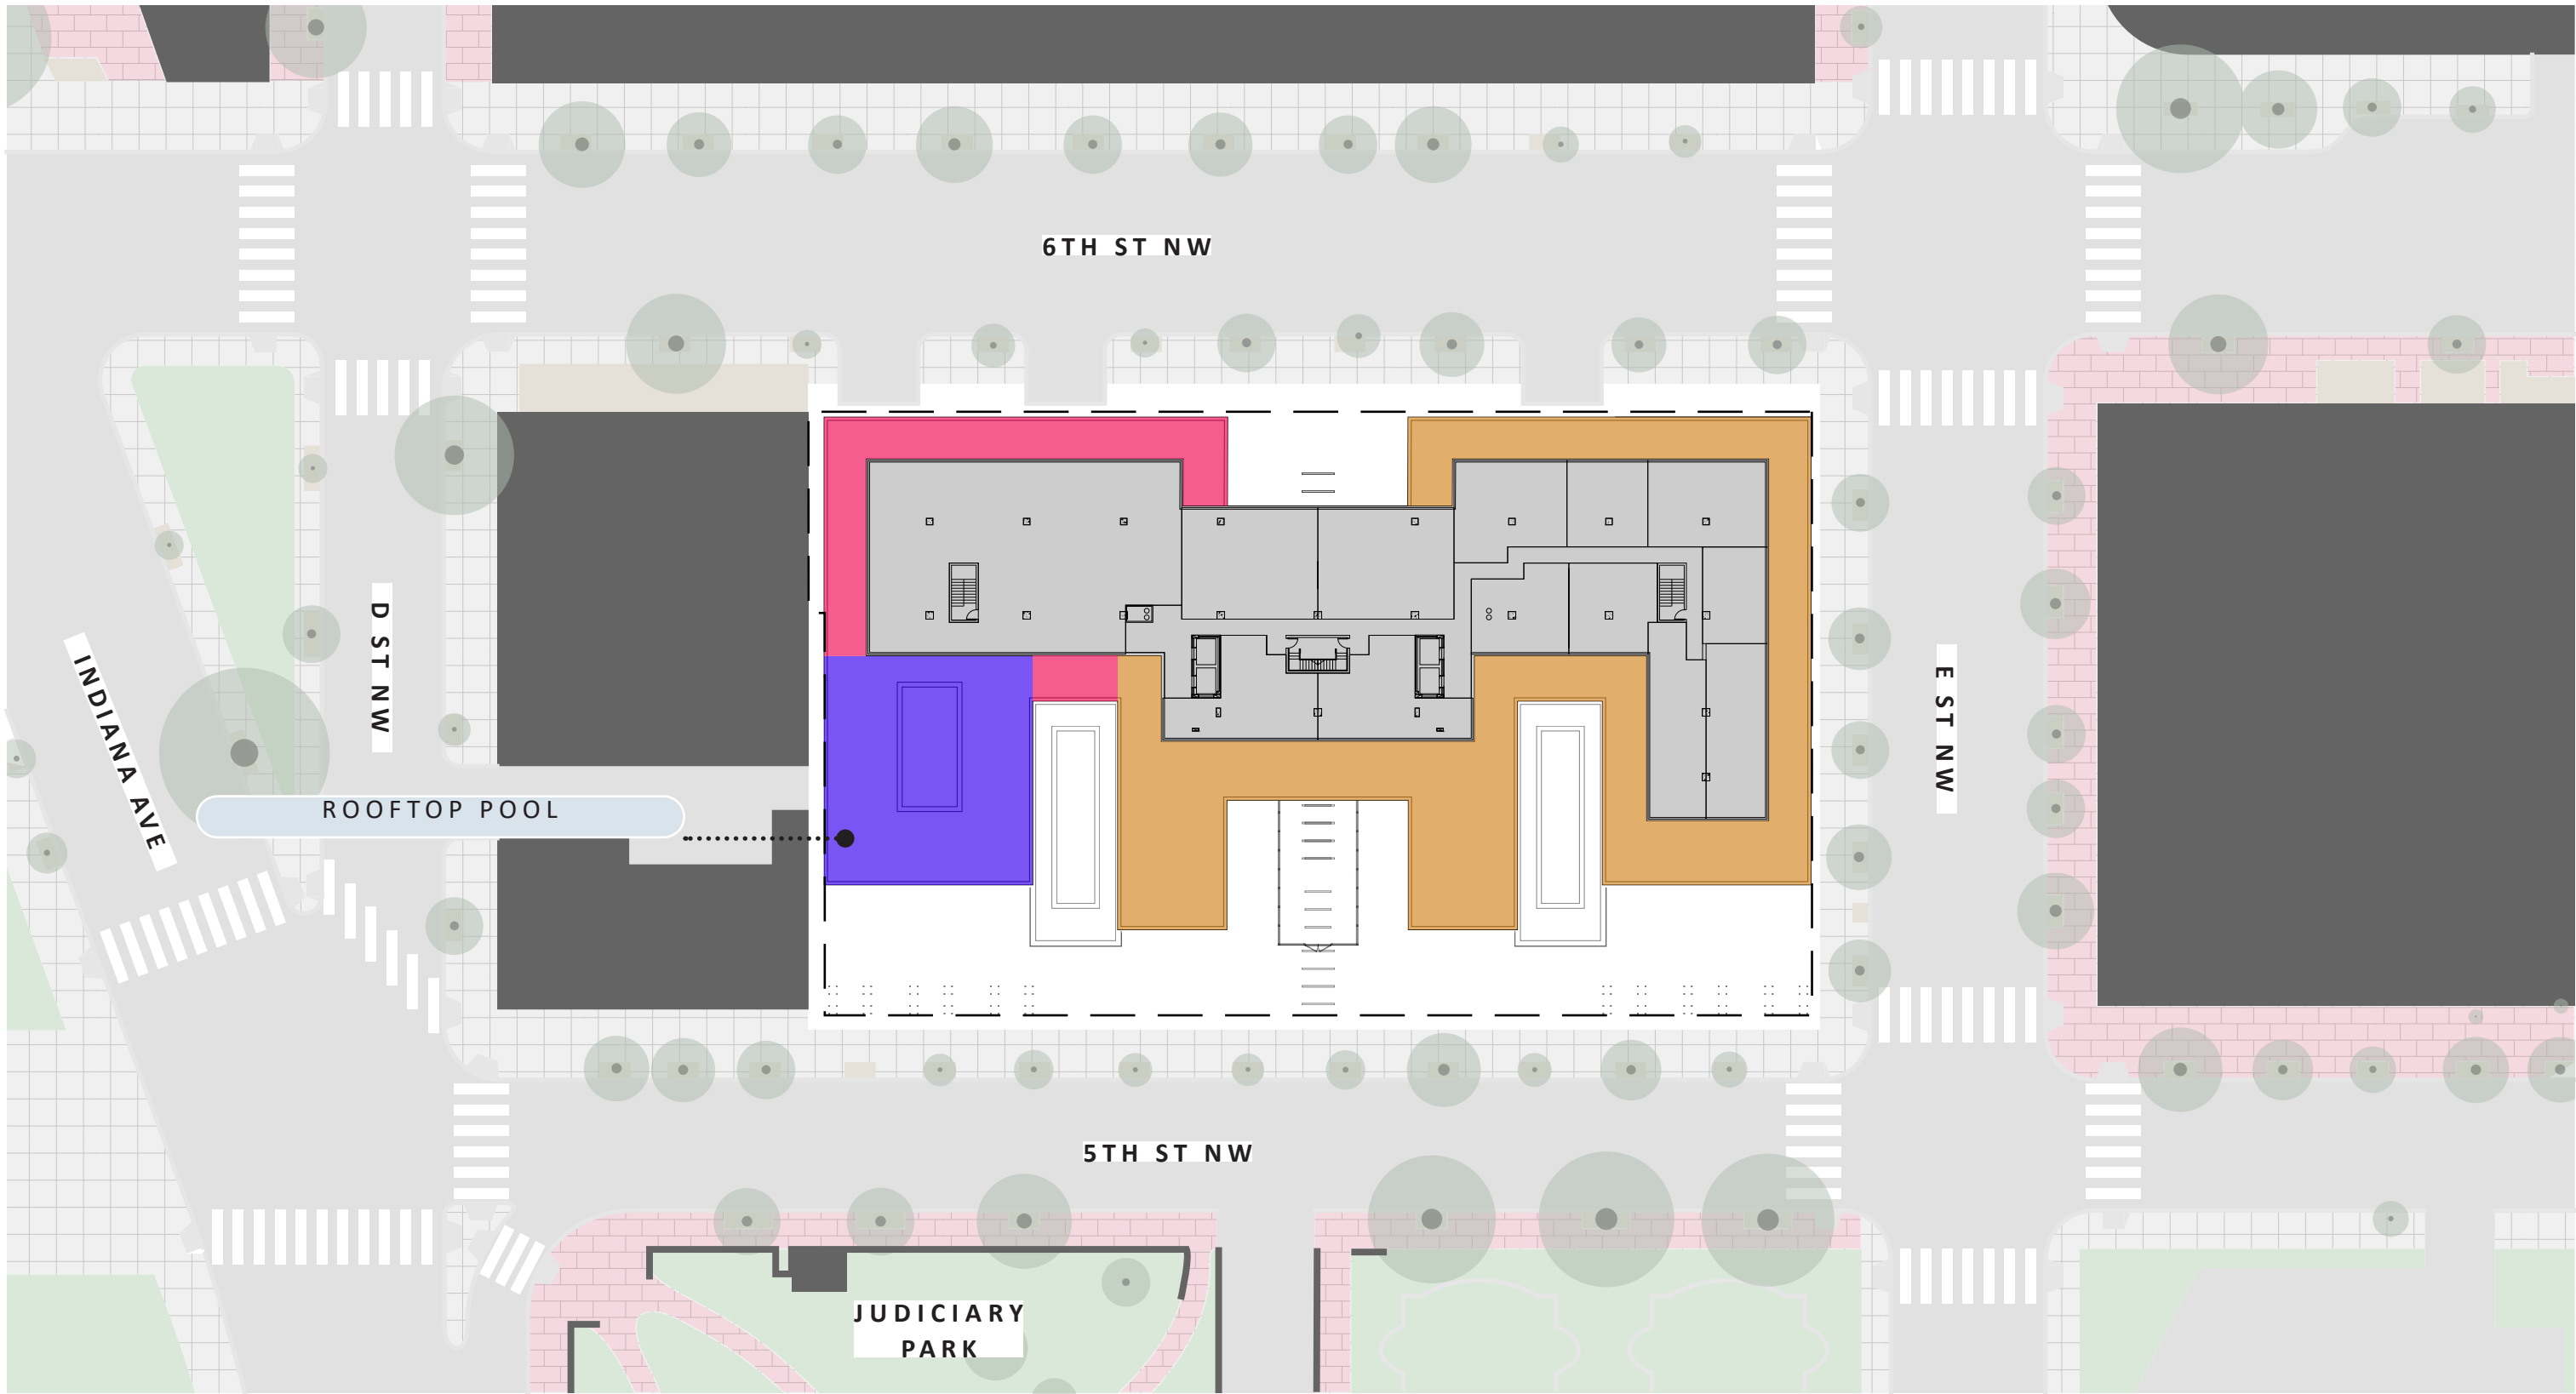 6TH ST NW
D ST NW
INDIANA AVE
E ST NW
ROOFTOP POOL
5TH ST NW
JUDICIARY
PARK